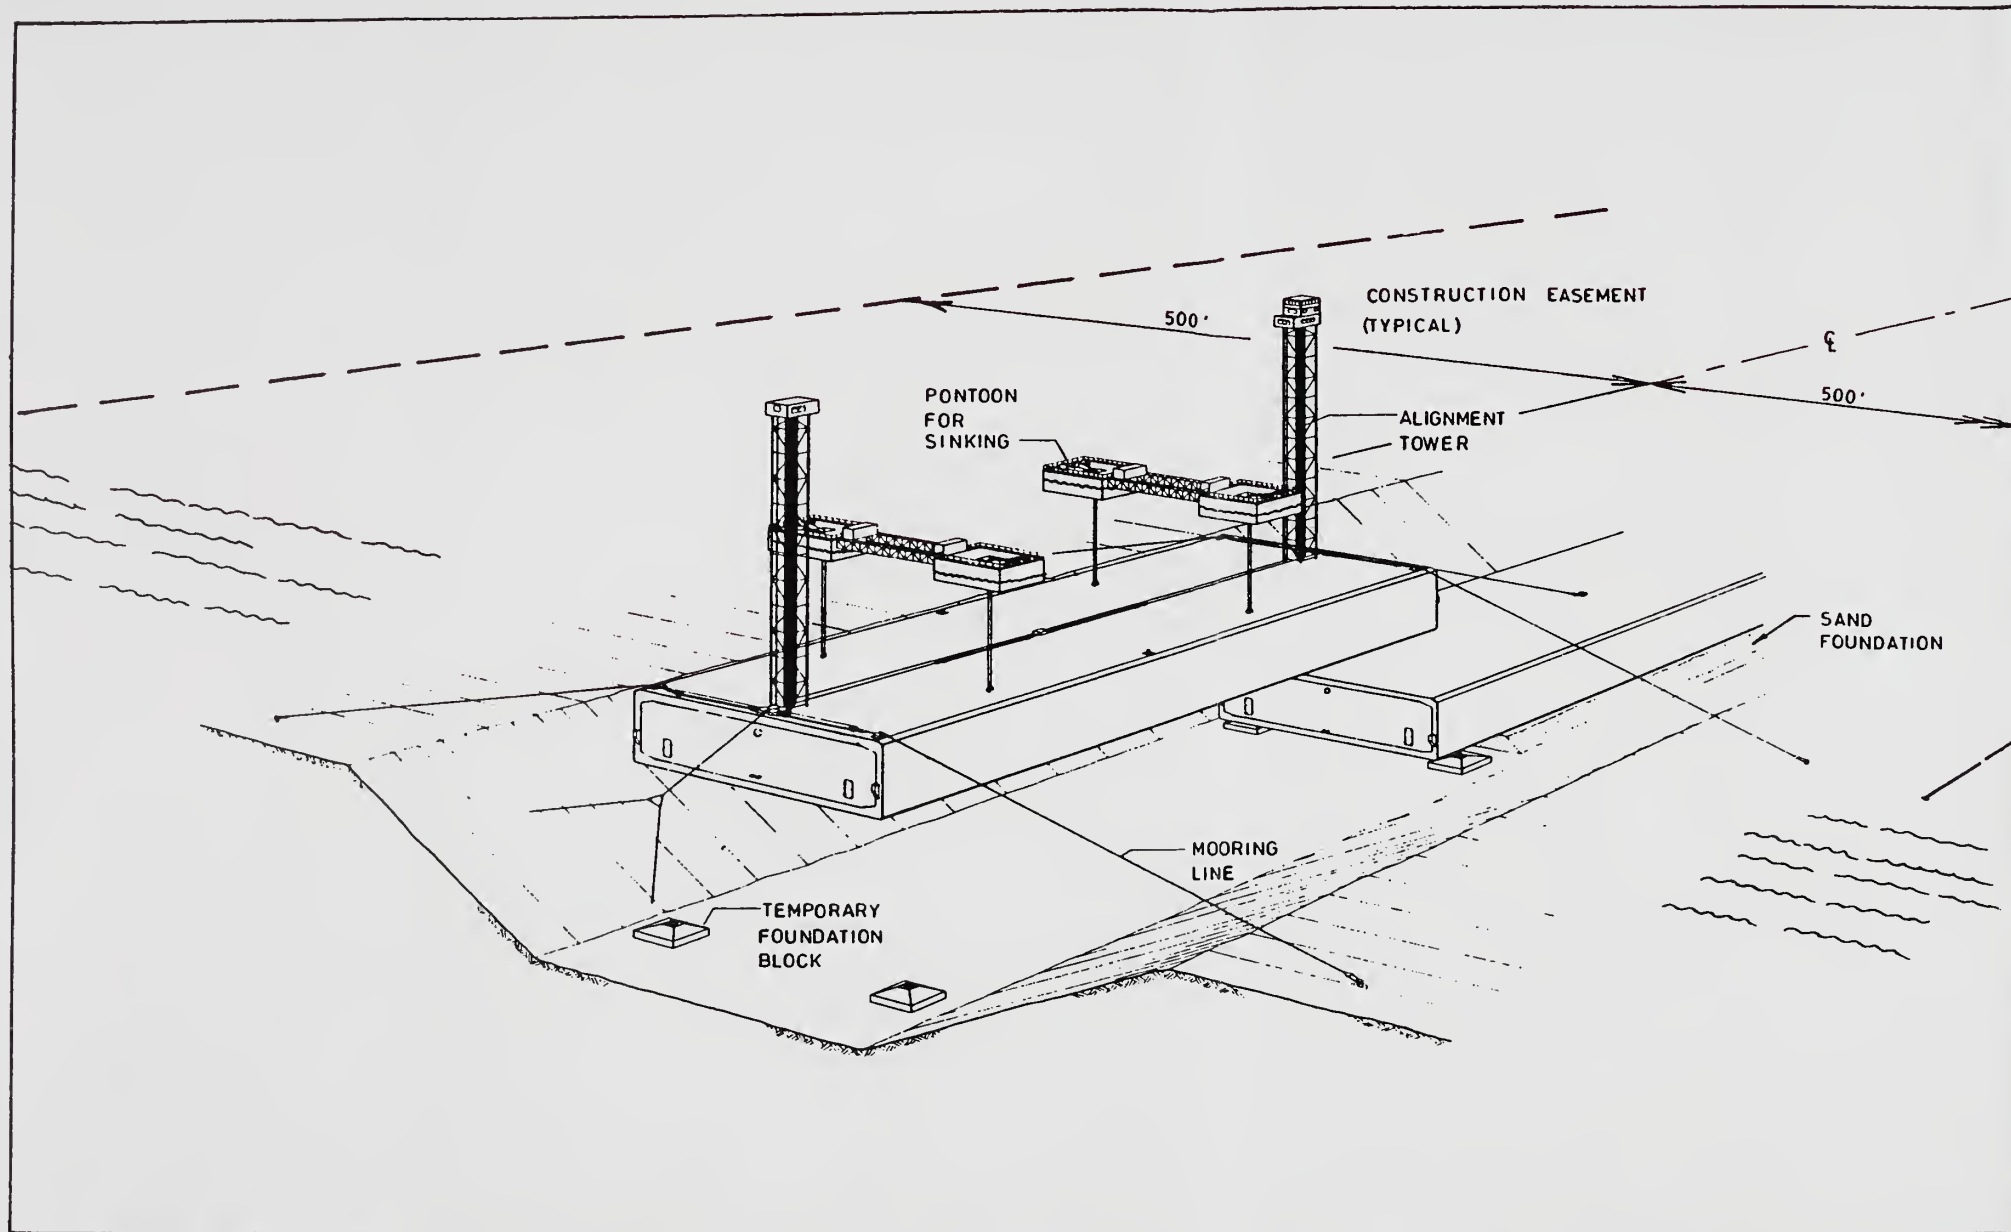 CONSTRUCTION EASEMENT
(TYPICAL)
500'
℄
500'
PONTOON
FOR
SINKING
ALIGNMENT
TOWER
SAND
FOUNDATION
MOORING
LINE
TEMPORARY
FOUNDATION
BLOCK